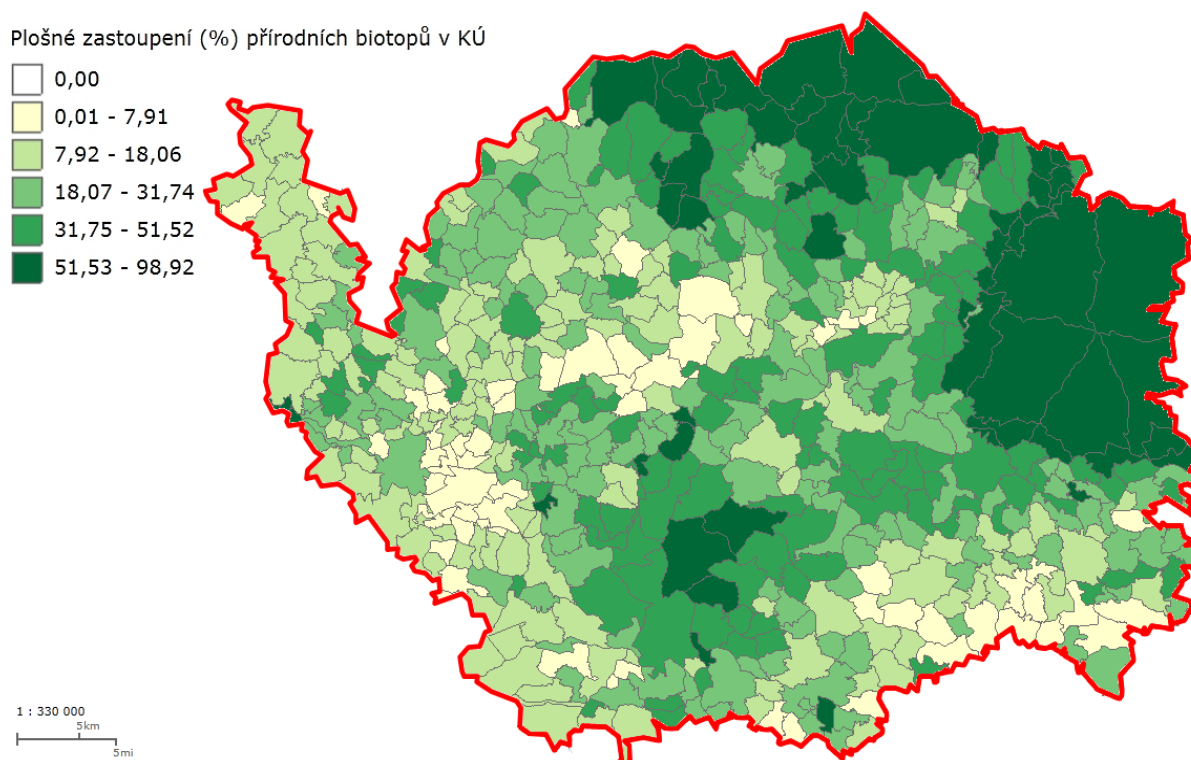 Plošné zastoupení (%) přírodních biotopů v KÚ
0,00
0,01 - 7,91
7,92 - 18,06
18,07 - 31,74
31,75 - 51,52
51,53 - 98,92
1 : 330 000
5km
5mi